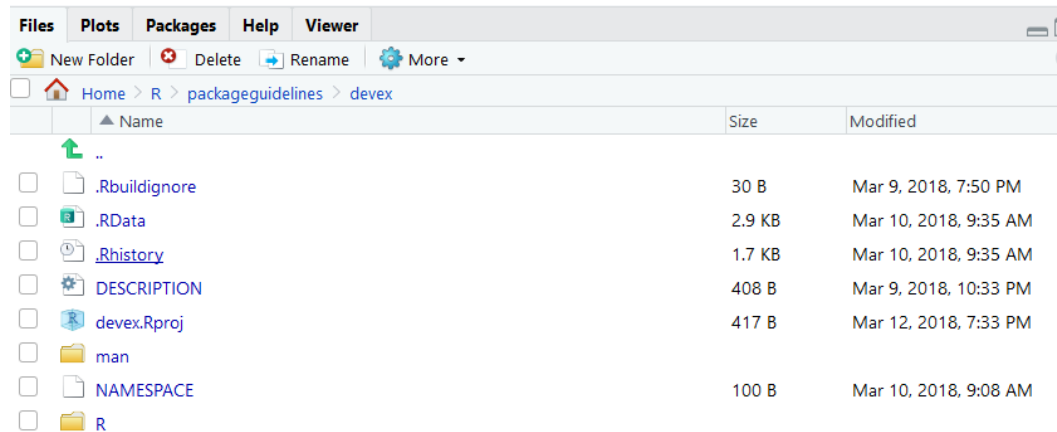 Files Plots Packages Help Viewer
New Folder Delete Rename More
Home > R > packageguidelines > devex
Name Size Modified
..
.Rbuildignore 30 B Mar 9, 2018, 7:50 PM
.RData 2.9 KB Mar 10, 2018, 9:35 AM
.Rhistory 1.7 KB Mar 10, 2018, 9:35 AM
DESCRIPTION 408 B Mar 9, 2018, 10:33 PM
devex.Rproj 417 B Mar 12, 2018, 7:33 PM
man
NAMESPACE 100 B Mar 10, 2018, 9:08 AM
R